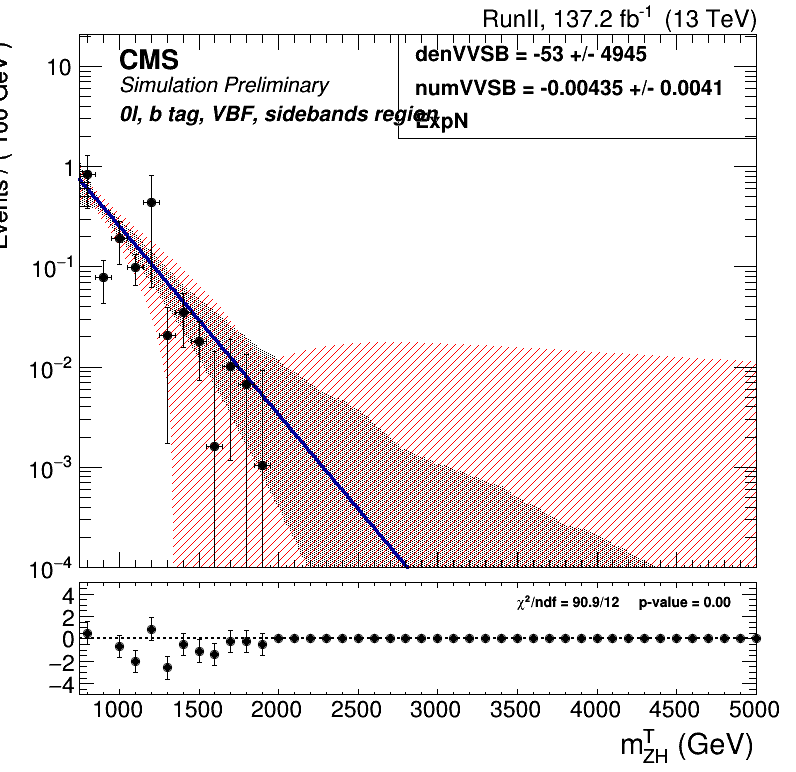 RunII, 137.2 fb⁻¹ (13 TeV)
CMS
Simulation Preliminary
0l, b tag, VBF, sidebands region
denVVSB = -53 +/- 4945
numVVSB = -0.00435 +/- 0.0041
ExpN
Events / ( 100 GeV )
10
1
10⁻¹
10⁻²
10⁻³
10⁻⁴
χ²/ndf = 90.9/12 p-value = 0.00
4
2
0
−2
−4
1000 1500 2000 2500 3000 3500 4000 4500 5000
m^T_ZH (GeV)